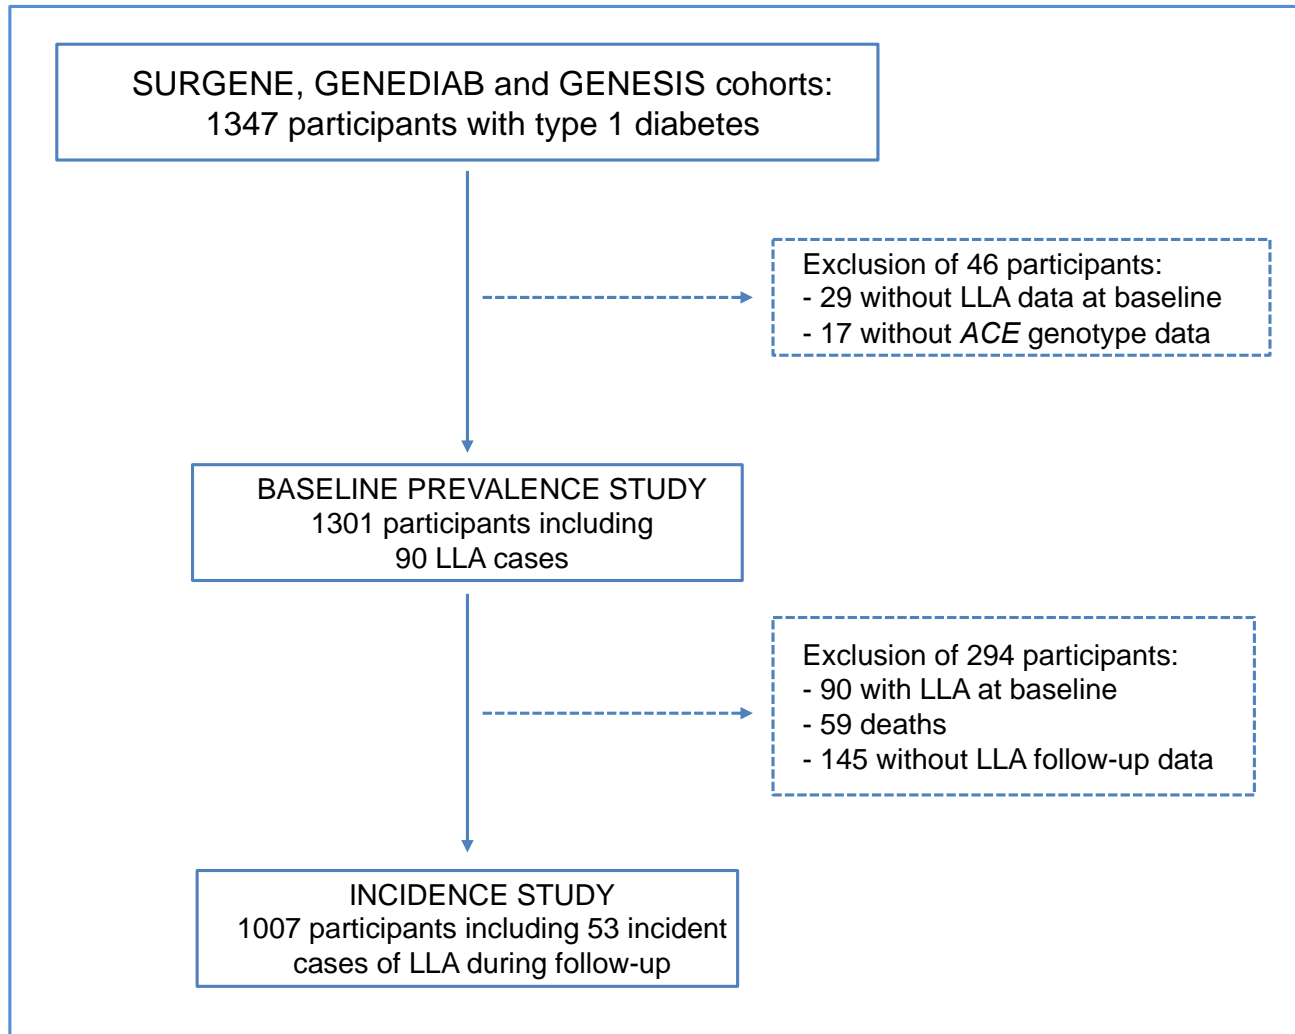 SURGENE, GENEDIAB and GENESIS cohorts:
1347 participants with type 1 diabetes
Exclusion of 46 participants:
- 29 without LLA data at baseline
- 17 without ACE genotype data
BASELINE PREVALENCE STUDY
1301 participants including
90 LLA cases
Exclusion of 294 participants:
- 90 with LLA at baseline
- 59 deaths
- 145 without LLA follow-up data
INCIDENCE STUDY
1007 participants including 53 incident
cases of LLA during follow-up